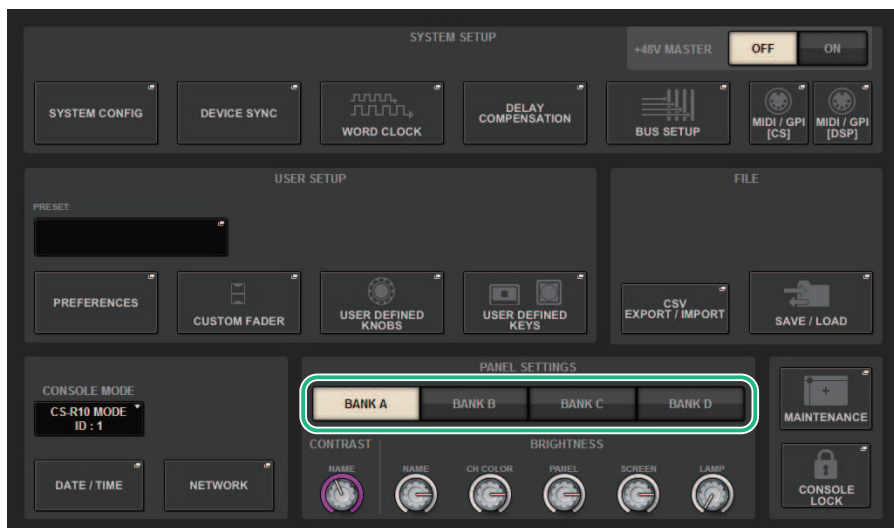 SYSTEM SETUP
+48V MASTER
OFF
ON
SYSTEM CONFIG
DEVICE SYNC
WORD CLOCK
DELAY
COMPENSATION
BUS SETUP
MIDI / GPI
[CS]
MIDI / GPI
[DSP]
USER SETUP
PRESET
PREFERENCES
CUSTOM FADER
USER DEFINED
KNOBS
USER DEFINED
KEYS
FILE
CSV
EXPORT / IMPORT
SAVE / LOAD
CONSOLE MODE
CS-R10 MODE
ID : 1
DATE / TIME
NETWORK
PANEL SETTINGS
BANK A
BANK B
BANK C
BANK D
CONTRAST
BRIGHTNESS
NAME
NAME
CH COLOR
PANEL
SCREEN
LAMP
MAINTENANCE
CONSOLE
LOCK